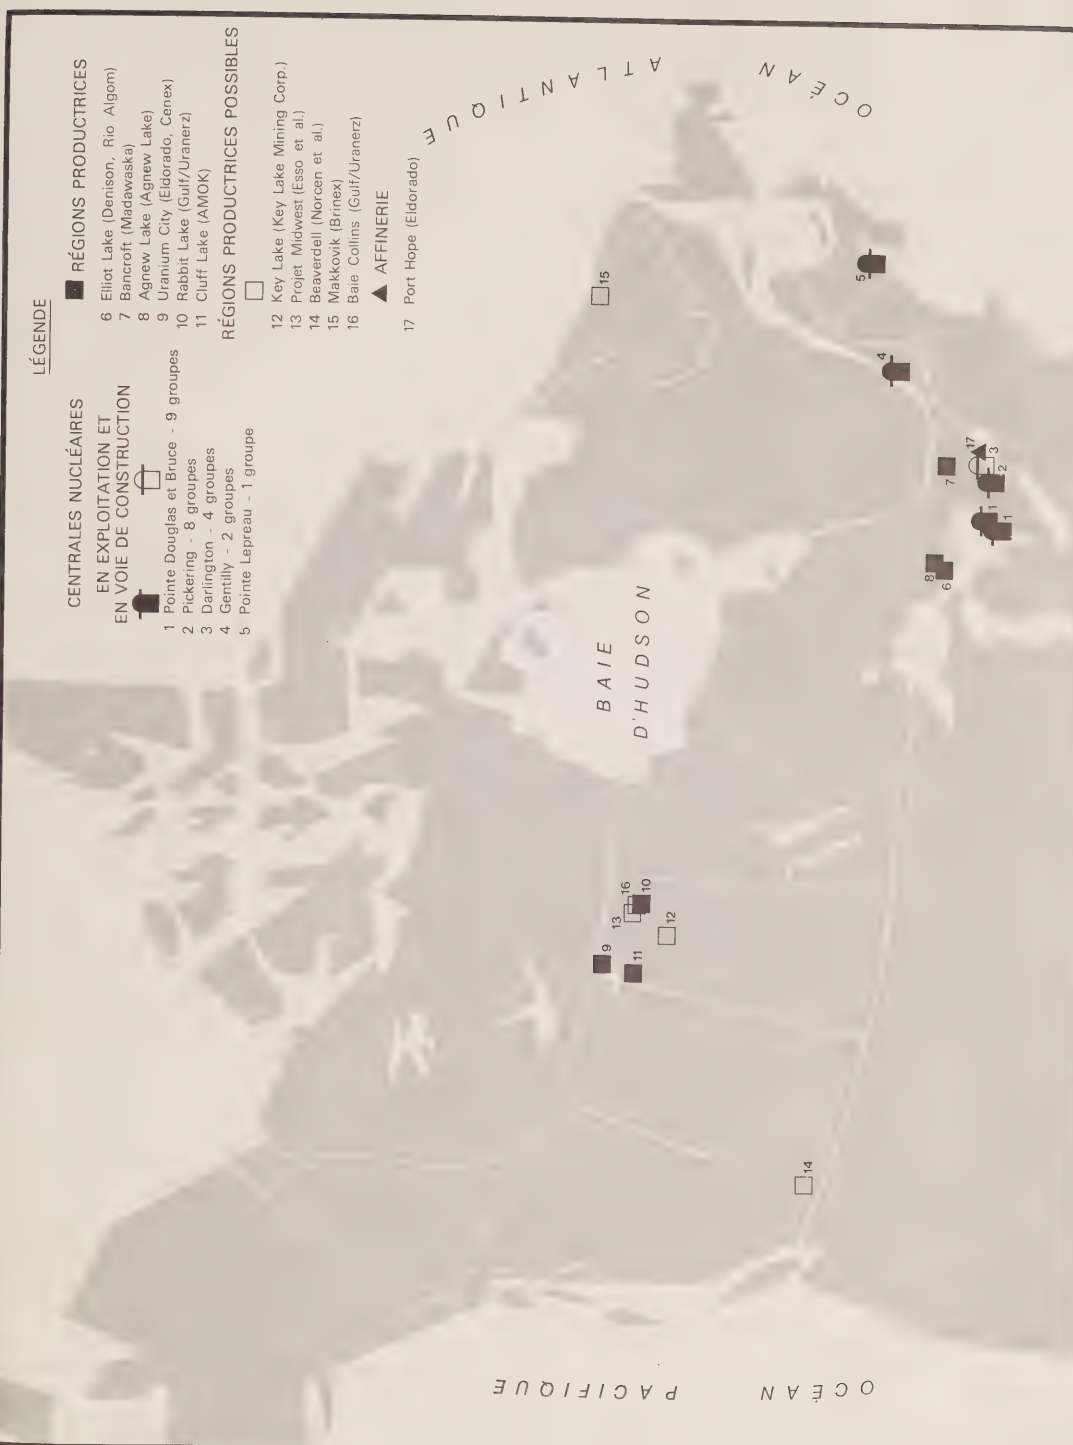 LÉGENDE
CENTRALES NUCLÉAIRES
EN EXPLOITATION ET
EN VOIE DE CONSTRUCTION
1 Pointe Douglas et Bruce - 9 groupes
2 Pickering - 8 groupes
3 Darlington - 4 groupes
4 Gentilly - 2 groupes
5 Pointe Lepreau - 1 groupe
RÉGIONS PRODUCTRICES
6 Elliot Lake (Denison, Rio Algom)
7 Bancroft (Madawaska)
8 Agnew Lake (Agnew Lake)
9 Uranium City (Eldorado, Cenex)
10 Rabbit Lake (Gulf/Uranerz)
11 Cluff Lake (AMOK)
RÉGIONS PRODUCTRICES POSSIBLES
12 Key Lake (Key Lake Mining Corp.)
13 Projet Midwest (Esso et al.)
14 Beaverdell (Norcen et al.)
15 Makkovik (Brinex)
16 Baie Collins (Gulf/Uranerz)
AFFINERIE
17 Port Hope (Eldorado)
OCÉAN ATLANTIQUE
BAIE
D'HUDSON
OCÉAN PACIFIQUE
15
5
4
17
3
2
7
1
1
8
6
16
10
13
12
9
11
14